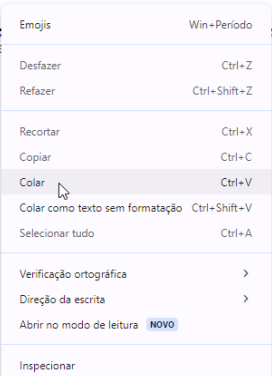 Emojis Win+Período
Desfazer Ctrl+Z
Refazer Ctrl+Shift+Z
Recortar Ctrl+X
Copiar Ctrl+C
Colar Ctrl+V
Colar como texto sem formatação Ctrl+Shift+V
Selecionar tudo Ctrl+A
Verificação ortográfica
Direção da escrita
Abrir no modo de leitura NOVO
Inspecionar